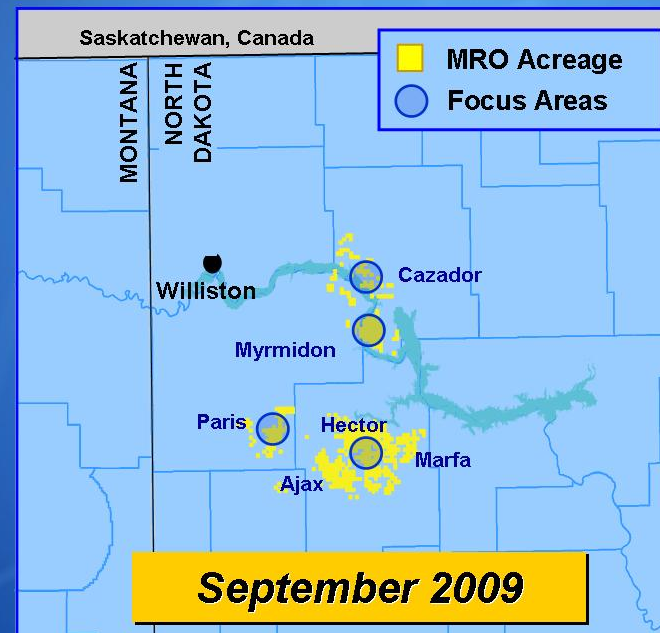 Saskatchewan, Canada
MRO Acreage
Focus Areas
MONTANA
NORTH
DAKOTA
Williston
Cazador
Myrmidon
Paris
Hector
Marfa
Ajax
September 2009